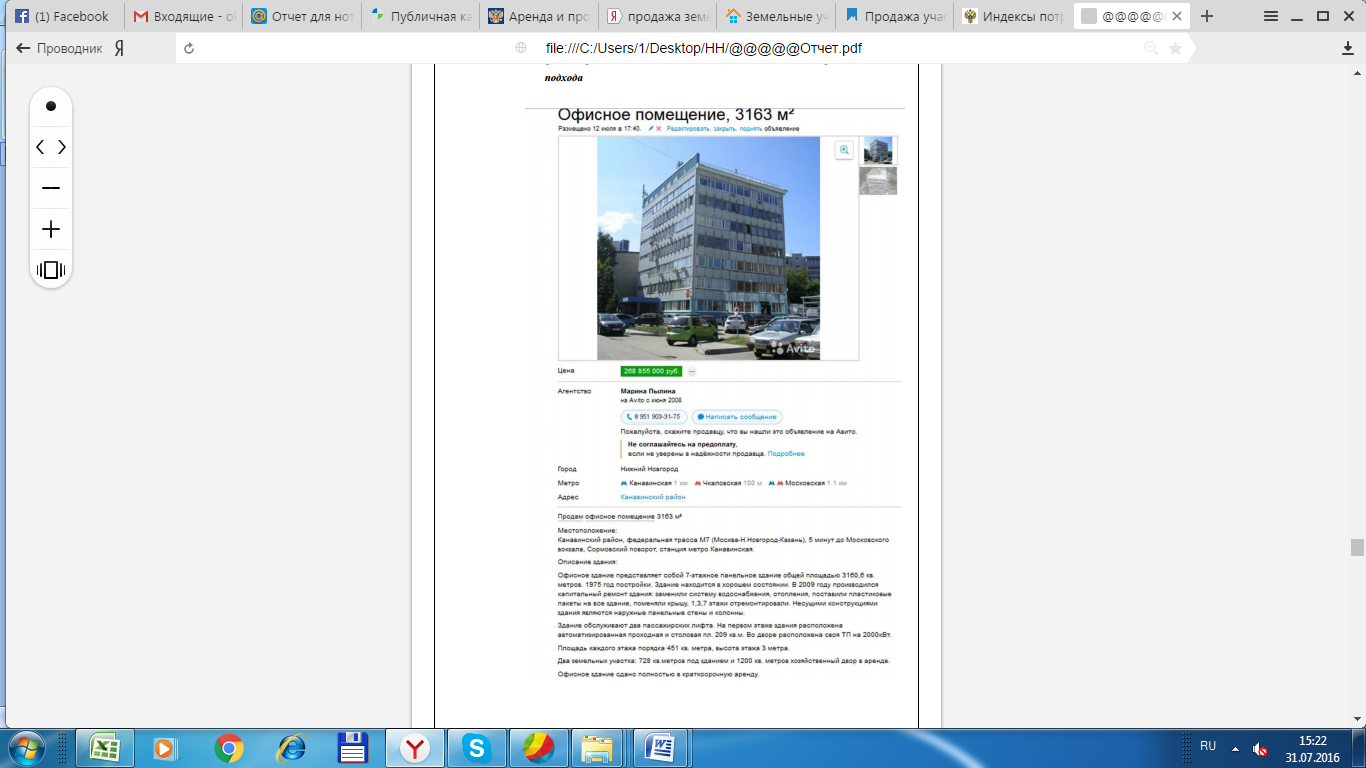 (1) Facebook
Входящие - ol
Отчет для нот
Публичная ка
Аренда и про
продажа земе
Земельные уч
Продажа учас
Индексы потр
Проводник
file:///C:/Users/1/Desktop/НН/@@@@@Отчет.pdf
подхода
Офисное помещение, 3163 м²
Размещено 12 июля в 17:40. Редактировать, закрыть, поднять объявление
Avito
Цена
268 855 000 руб.
Агентство
Марина Пылина
на Avito с июня 2008
8 951 903-31-75
Написать сообщение
Пожалуйста, скажите продавцу, что вы нашли это объявление на Авито.
Не соглашайтесь на предоплату,
если не уверены в надёжности продавца. Подробнее
Город
Нижний Новгород
Метро
Канавинская 1 км Чкаловская 100 м Московская 1.1 км
Адрес
Канавинский район
Продам офисное помещение 3163 м²
Местоположение:
Канавинский район, федеральная трасса М7 (Москва-Н.Новгород-Казань), 5 минут до Московского
вокзала, Сормовский поворот, станция метро Канавинская.
Описание здания:
Офисное здание представляет собой 7-этажное панельное здание общей площадью 3160,6 кв.
метров. 1975 год постройки. Здание находится в хорошем состоянии. В 2009 году производился
капитальный ремонт здания: заменили систему водоснабжения, отопления, поставили пластиковые
пакеты на все здание, поменяли крышу, 1,3,7 этажи отремонтировали. Несущими конструкциями
здания являются наружные панельные стены и колонны.
Здание обслуживают два пассажирских лифта. На первом этаже здания расположена
автоматизированная проходная и столовая пл. 209 кв.м. Во дворе расположена своя ТП на 2000кВт.
Площадь каждого этажа порядка 451 кв. метра, высота этажа 3 метра.
Два земельных участка: 728 кв.метров под зданием и 1200 кв. метров хозяйственный двор в аренде.
Офисное здание сдано полностью в краткосрочную аренду.
RU
15:22
31.07.2016